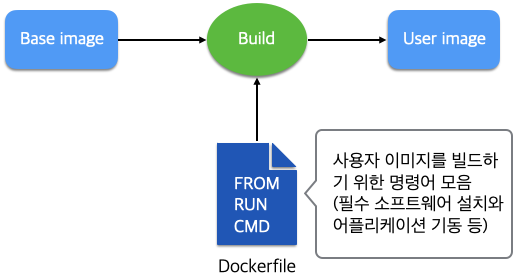 Base image
Build
User image
FROM
RUN
CMD
사용자 이미지를 빌드하
기 위한 명령어 모음
(필수 소프트웨어 설치와
어플리케이션 기동 등)
Dockerfile